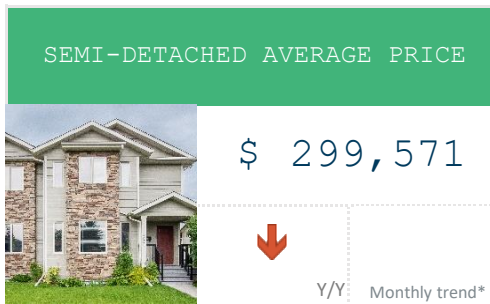 SEMI-DETACHED AVERAGE PRICE
$ 299,571
Y/Y
Monthly trend*